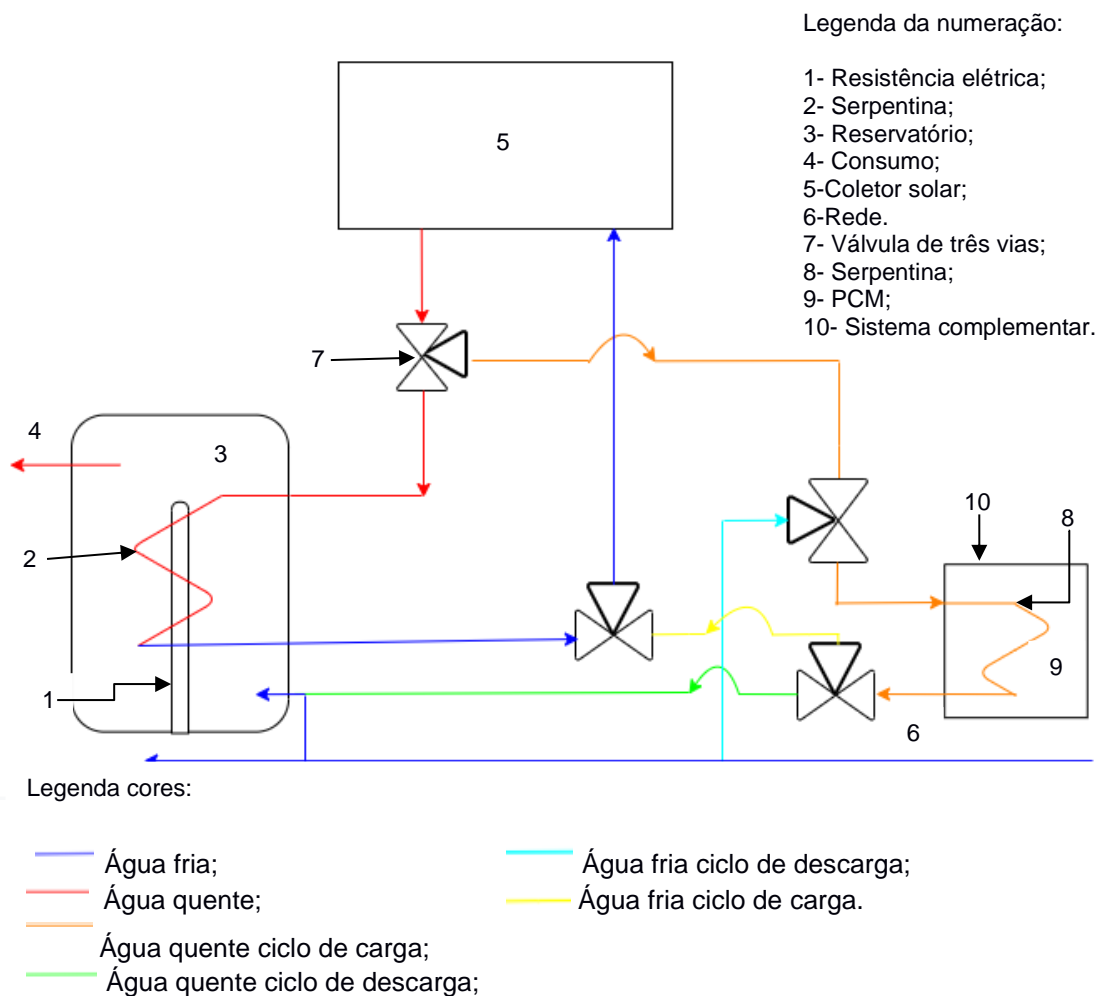 Legenda da numeração:
1- Resistência elétrica;
2- Serpentina;
3- Reservatório;
4- Consumo;
5-Coletor solar;
6-Rede.
7- Válvula de três vias;
8- Serpentina;
9- PCM;
10- Sistema complementar.
5
7
4
3
10
8
2
9
1
6
Legenda cores:
Água fria;
Água quente;
Água quente ciclo de carga;
Água quente ciclo de descarga;
Água fria ciclo de descarga;
Água fria ciclo de carga.